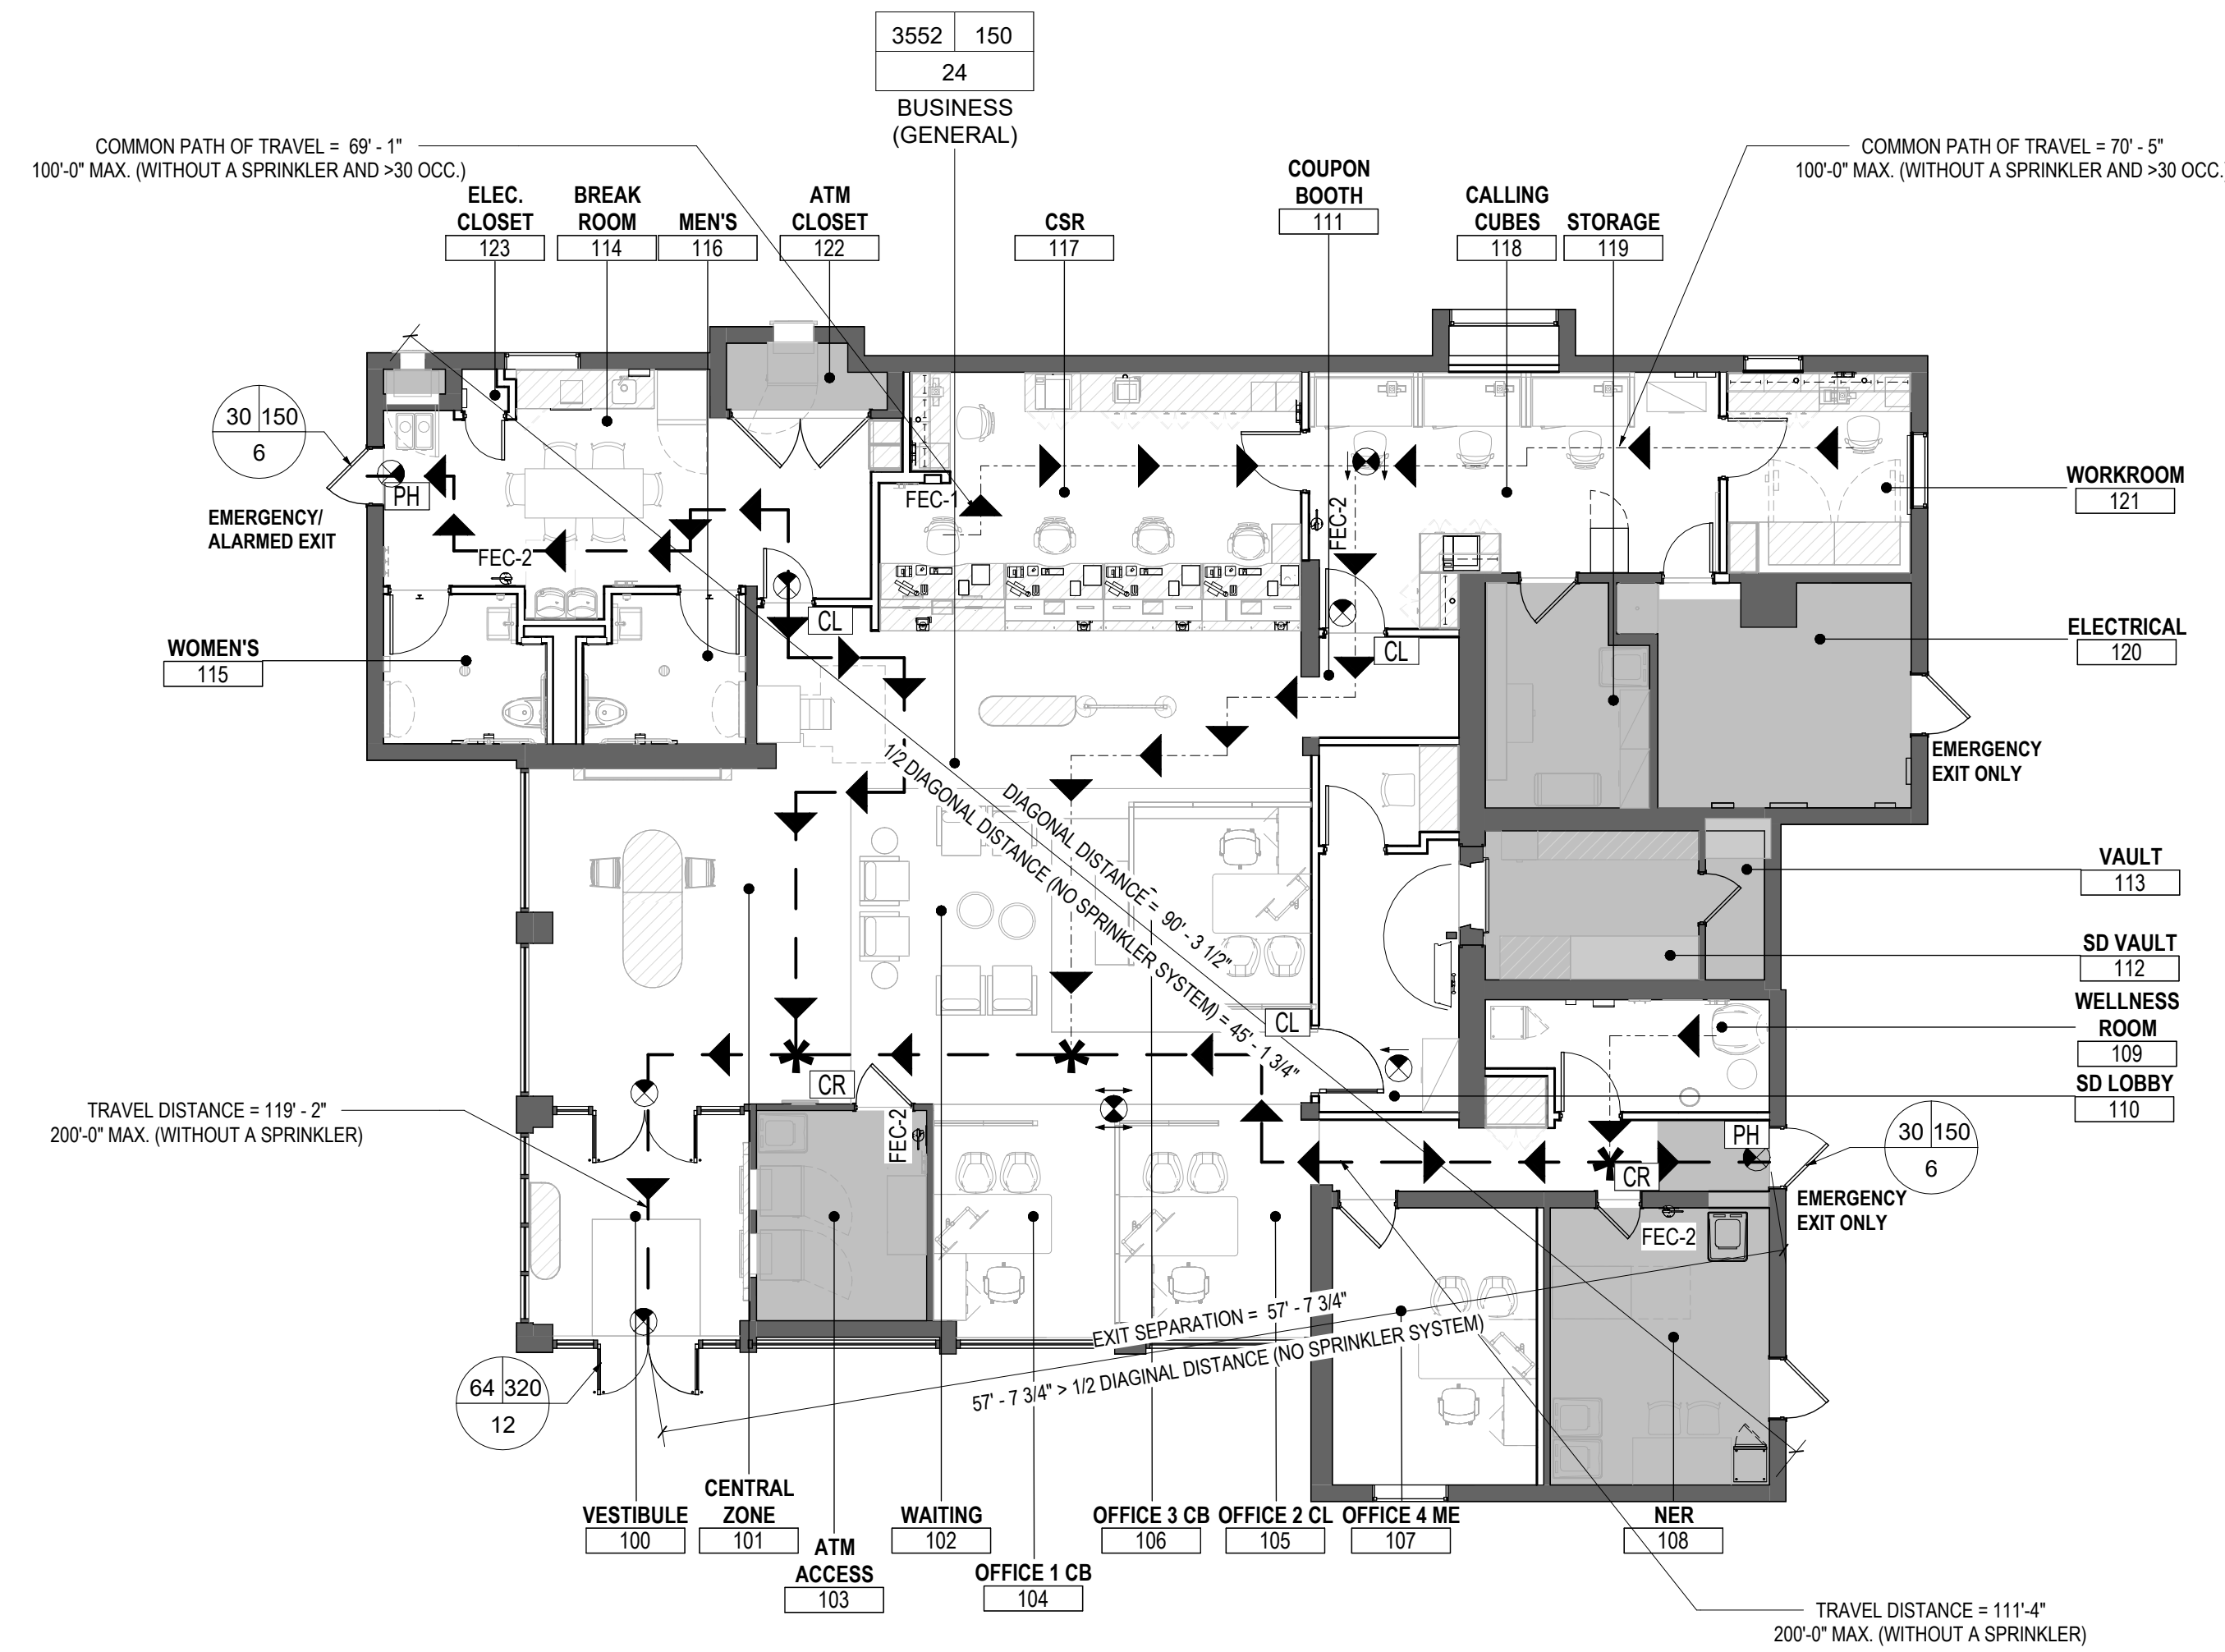 3552 150
24
BUSINESS
(GENERAL)
COMMON PATH OF TRAVEL = 69' - 1"
100'-0" MAX. (WITHOUT A SPRINKLER AND >30 OCC.)
COMMON PATH OF TRAVEL = 70' - 5"
100'-0" MAX. (WITHOUT A SPRINKLER AND >30 OCC.)
ELEC.
CLOSET
123
BREAK
ROOM
114
MEN'S
116
ATM
CLOSET
122
CSR
117
COUPON
BOOTH
111
CALLING
CUBES
118
STORAGE
119
30 150
6
PH
EMERGENCY/
ALARMED EXIT
FEC-2
FEC-1
FEC-2
WORKROOM
121
CL
CL
WOMEN'S
115
ELECTRICAL
120
EMERGENCY
EXIT ONLY
DIAGONAL DISTANCE = 90' - 3 1/2"
1/2 DIAGONAL DISTANCE (NO SPRINKLER SYSTEM) = 45' - 1 3/4"
VAULT
113
SD VAULT
112
WELLNESS
ROOM
109
SD LOBBY
110
CL
CR
FEC-2
TRAVEL DISTANCE = 119' - 2"
200'-0" MAX. (WITHOUT A SPRINKLER)
PH
CR
30 150
6
EMERGENCY
EXIT ONLY
FEC-2
EXIT SEPARATION = 57' - 7 3/4"
57' - 7 3/4" > 1/2 DIAGINAL DISTANCE (NO SPRINKLER SYSTEM)
64 320
12
VESTIBULE
100
CENTRAL
ZONE
101
ATM
ACCESS
103
WAITING
102
OFFICE 1 CB
104
OFFICE 3 CB
106
OFFICE 2 CL
105
OFFICE 4 ME
107
NER
108
TRAVEL DISTANCE = 111'-4"
200'-0" MAX. (WITHOUT A SPRINKLER)